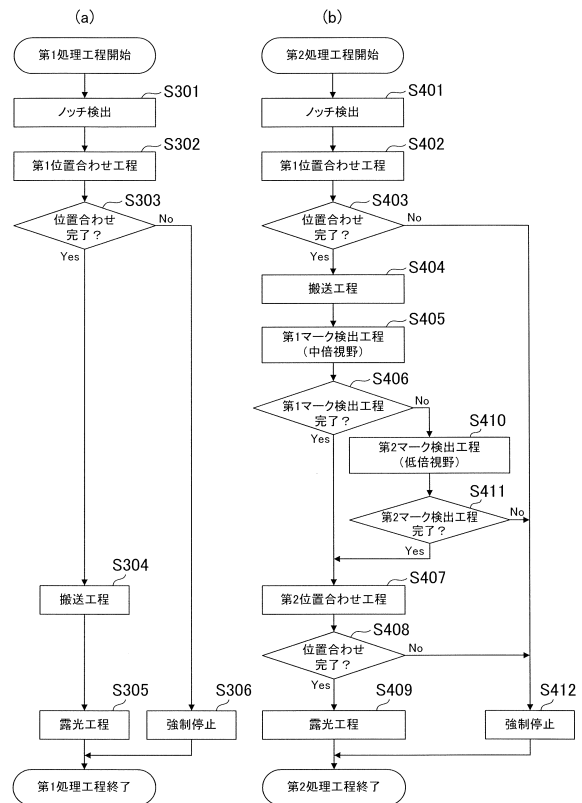 (a)
第1処理工程開始
S301
ノッチ検出
S302
第1位置合わせ工程
S303
位置合わせ
完了？
No
Yes
S304
搬送工程
S305
露光工程
S306
強制停止
第1処理工程終了
(b)
第2処理工程開始
S401
ノッチ検出
S402
第1位置合わせ工程
S403
位置合わせ
完了？
No
Yes
S404
搬送工程
S405
第1マーク検出工程
(中倍視野)
S406
第1マーク検出工程
完了？
No
Yes
S410
第2マーク検出工程
(低倍視野)
S411
第2マーク検出工程
完了？
No
Yes
S407
第2位置合わせ工程
S408
位置合わせ
完了？
No
Yes
S409
露光工程
S412
強制停止
第2処理工程終了